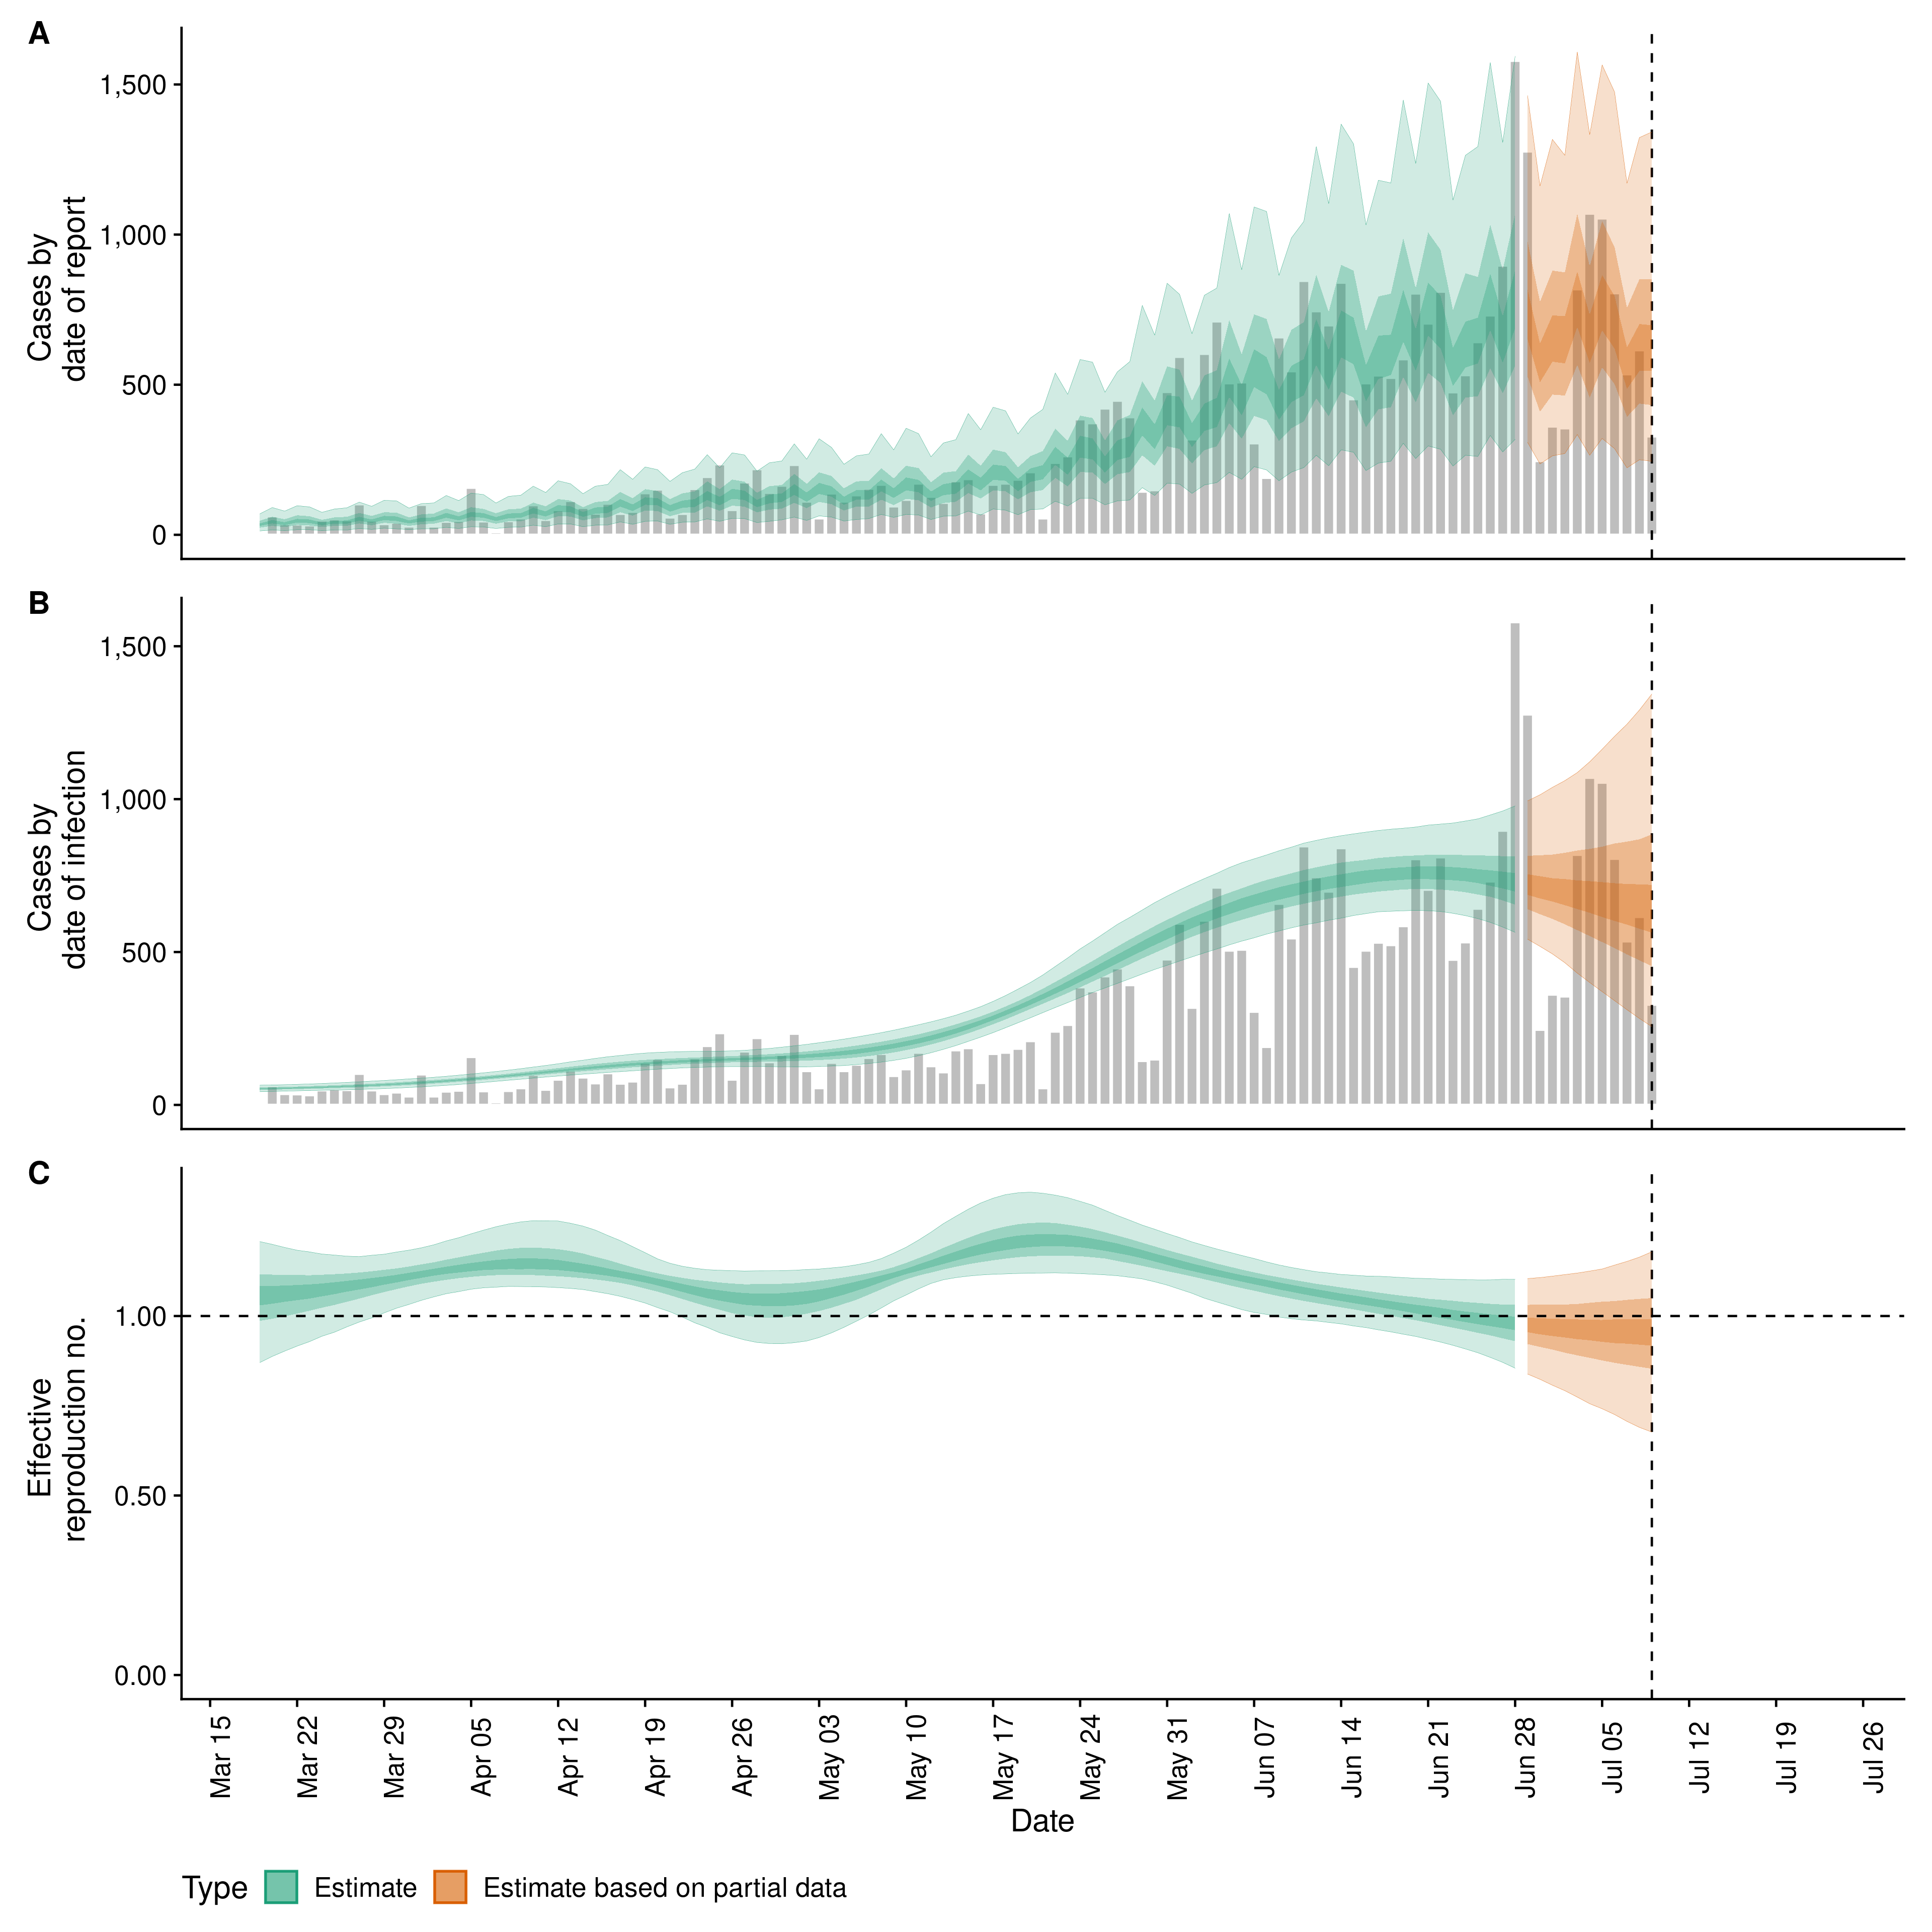 A
1,500
1,000
500
0
Cases by
date of report
B
1,500
1,000
500
0
Cases by
date of infection
C
1.00
0.50
0.00
Effective
reproduction no.
Mar 15
Mar 22
Mar 29
Apr 05
Apr 12
Apr 19
Apr 26
May 03
May 10
May 17
May 24
May 31
Jun 07
Jun 14
Jun 21
Jun 28
Jul 05
Jul 12
Jul 19
Jul 26
Date
Type Estimate Estimate based on partial data